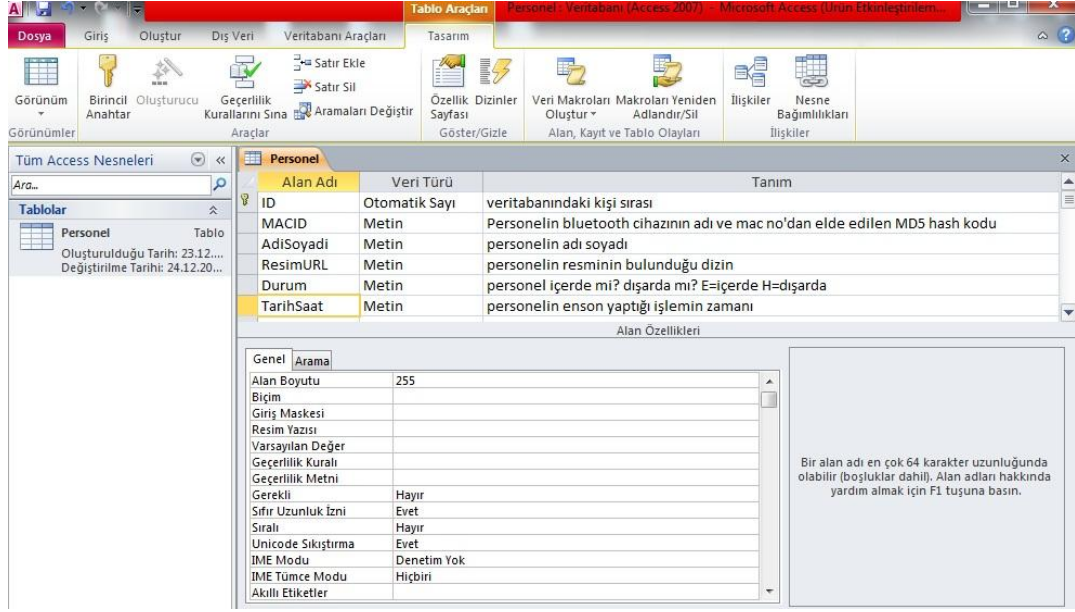 Tablo Araçları Personel : Veritabanı (Access 2007) - Microsoft Access (Ürün Etkinleştirilem...
Dosya Giriş Oluştur Dış Veri Veritabanı Araçları Tasarım
Görünüm
Birincil Anahtar
Oluşturucu
Geçerlilik Kurallarını Sına
Satır Ekle
Satır Sil
Aramaları Değiştir
Özellik Sayfası
Dizinler
Veri Makroları Oluştur
Makroları Yeniden Adlandır/Sil
İlişkiler
Nesne Bağımlılıkları
Görünümler Araçlar Göster/Gizle Alan, Kayıt ve Tablo Olayları İlişkiler
Tüm Access Nesneleri
Ara...
Tablolar
Personel Tablo
Oluşturulduğu Tarih: 23.12....
Değiştirilme Tarihi: 24.12.20...
Personel
Alan Adı Veri Türü Tanım
ID Otomatik Sayı veritabanındaki kişi sırası
MACID Metin Personelin bluetooth cihazının adı ve mac no'dan elde edilen MD5 hash kodu
AdiSoyadi Metin personelin adı soyadı
ResimURL Metin personelin resminin bulunduğu dizin
Durum Metin personel içerde mi? dışarda mı? E=içerde H=dışarda
TarihSaat Metin personelin enson yaptığı işlemin zamanı
Alan Özellikleri
Genel Arama
Alan Boyutu 255
Biçim
Giriş Maskesi
Resim Yazısı
Varsayılan Değer
Geçerlilik Kuralı
Geçerlilik Metni
Gerekli Hayır
Sıfır Uzunluk İzni Evet
Sıralı Hayır
Unicode Sıkıştırma Evet
IME Modu Denetim Yok
IME Tümce Modu Hiçbiri
Akıllı Etiketler
Bir alan adı en çok 64 karakter uzunluğunda
olabilir (boşluklar dahil). Alan adları hakkında
yardım almak için F1 tuşuna basın.